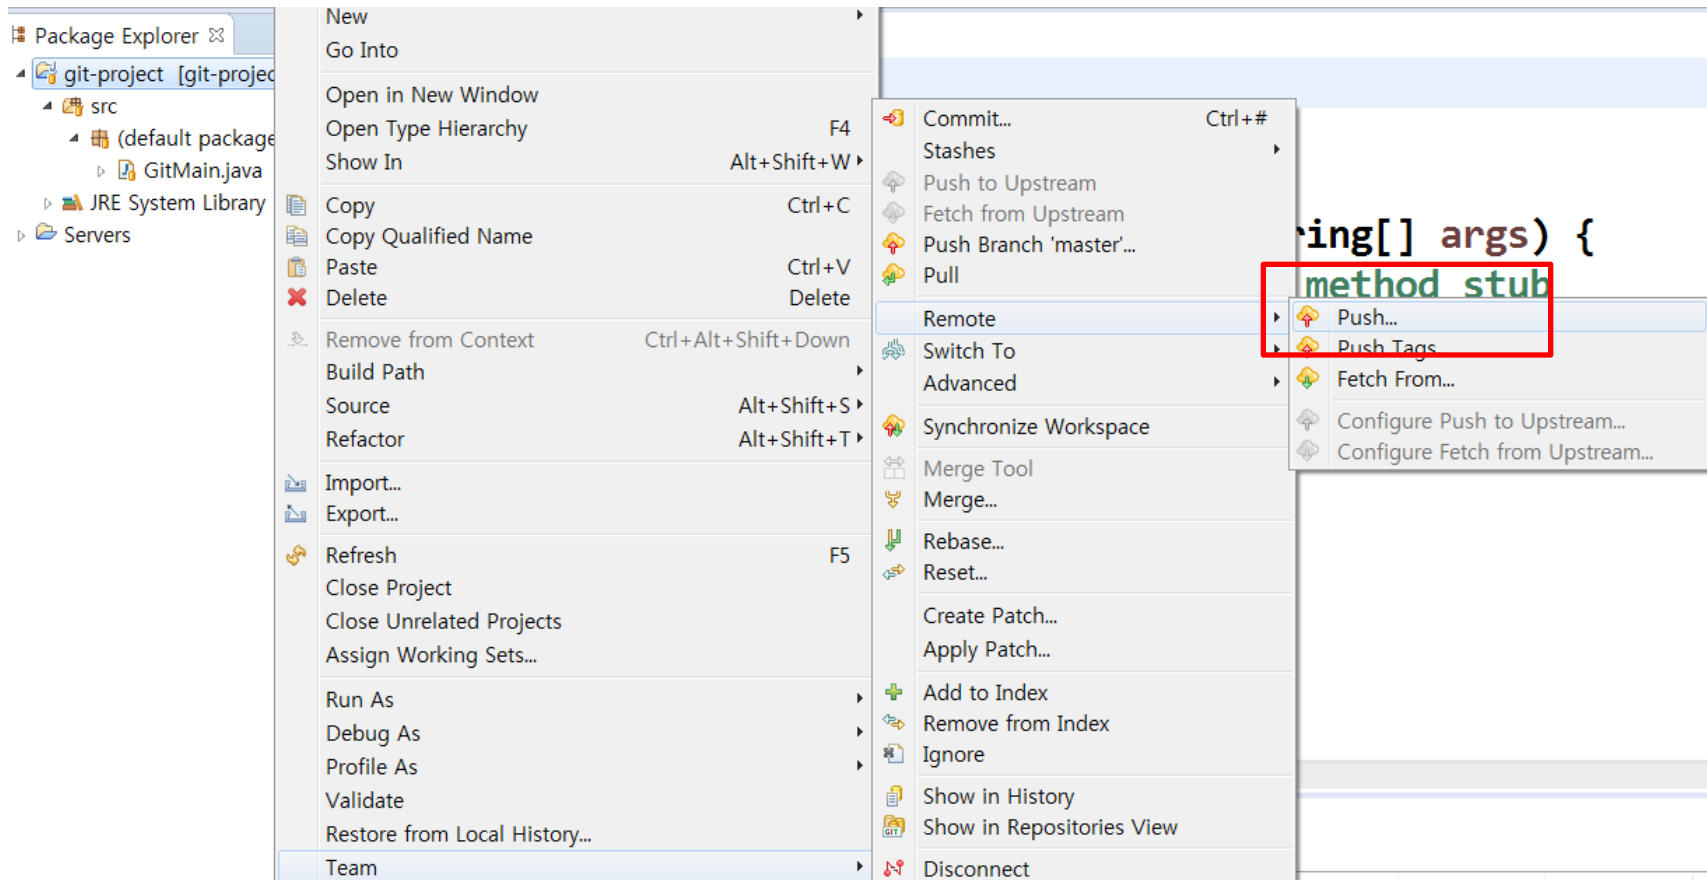 Package Explorer
git-project [git-projec
src
(default package
GitMain.java
JRE System Library
Servers
New
Go Into
Open in New Window
Open Type Hierarchy F4
Show In Alt+Shift+W
Copy Ctrl+C
Copy Qualified Name
Paste Ctrl+V
Delete Delete
Remove from Context Ctrl+Alt+Shift+Down
Build Path
Source Alt+Shift+S
Refactor Alt+Shift+T
Import...
Export...
Refresh F5
Close Project
Close Unrelated Projects
Assign Working Sets...
Run As
Debug As
Profile As
Validate
Restore from Local History...
Team
Commit... Ctrl+#
Stashes
Push to Upstream
Fetch from Upstream
Push Branch 'master'...
Pull
Remote
Switch To
Advanced
Synchronize Workspace
Merge Tool
Merge...
Rebase...
Reset...
Create Patch...
Apply Patch...
Add to Index
Remove from Index
Ignore
Show in History
Show in Repositories View
Disconnect
ring[] args) {
method stub
Push...
Push Tags
Fetch From...
Configure Push to Upstream...
Configure Fetch from Upstream...